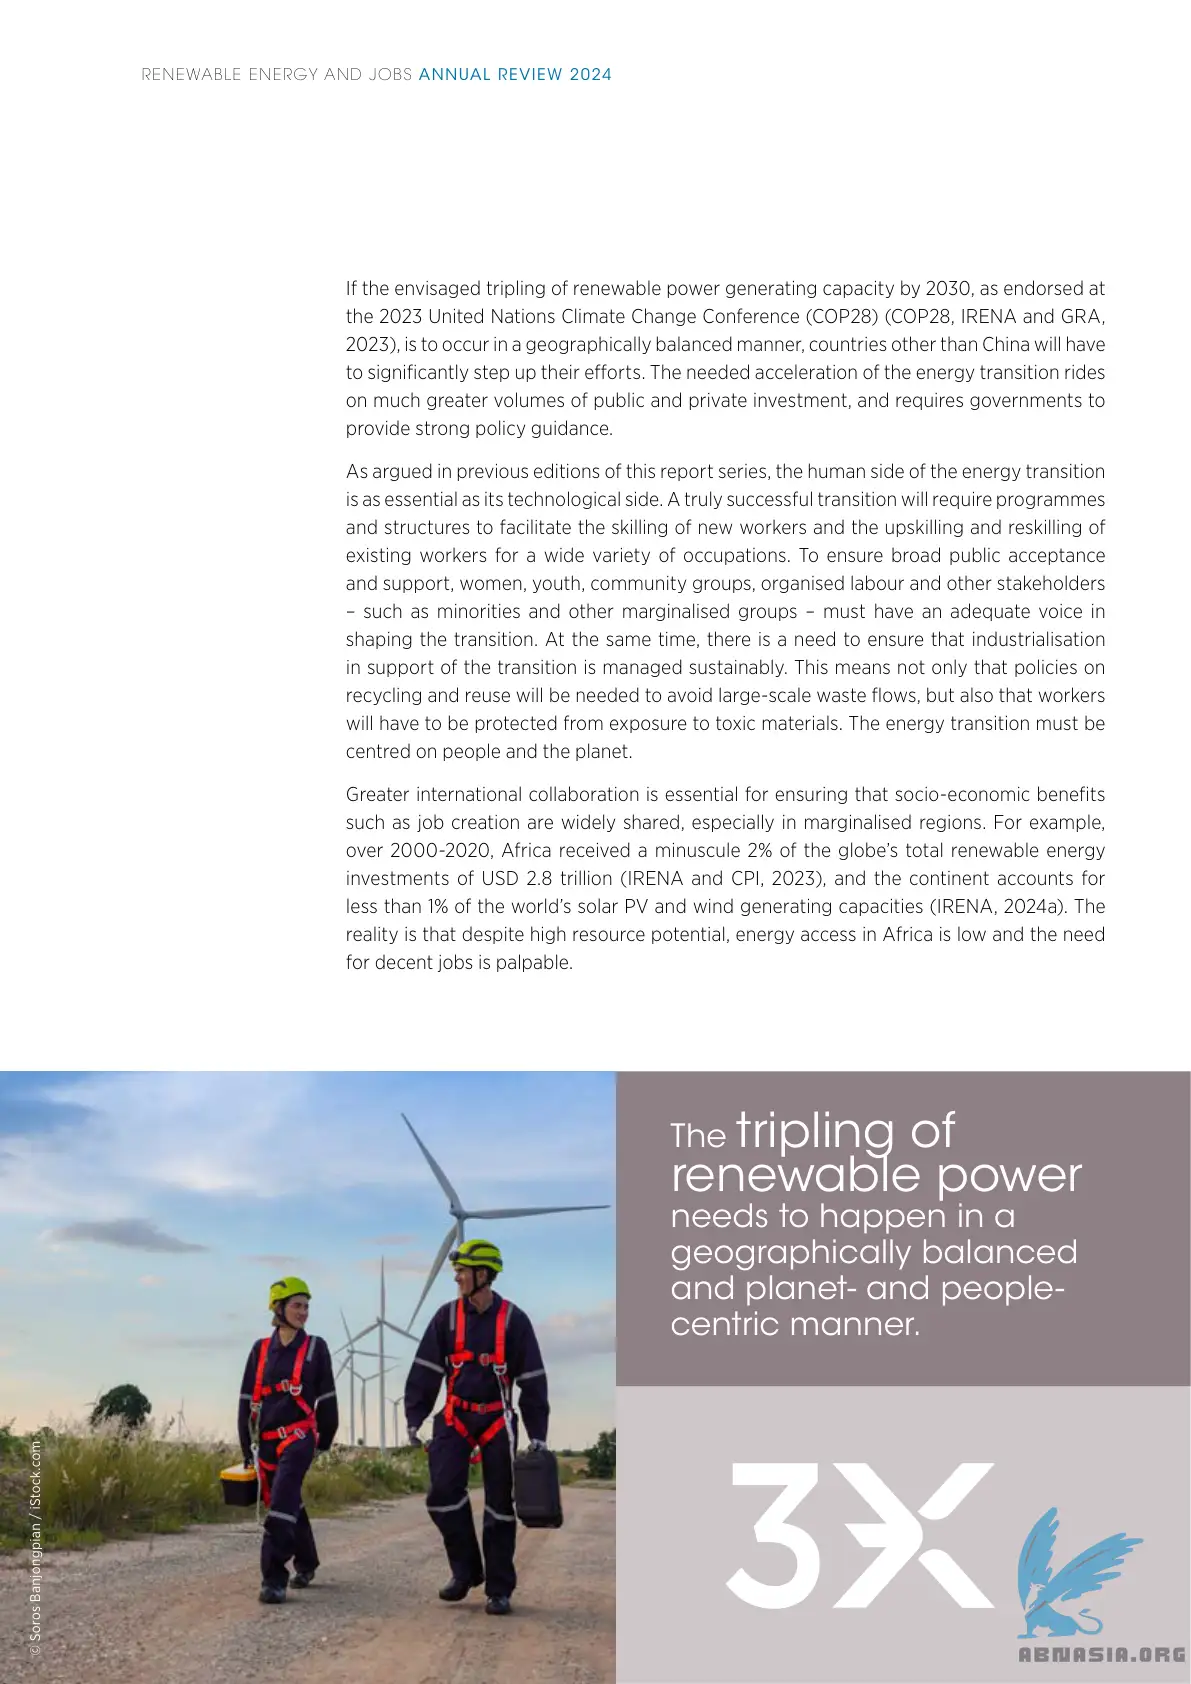 RENEWABLE ENERGY AND JOBS ANNUAL REVIEW 2024
If the envisaged tripling of renewable power generating capacity by 2030, as endorsed at
the 2023 United Nations Climate Change Conference (COP28) (COP28, IRENA and GRA,
2023), is to occur in a geographically balanced manner, countries other than China will have
to significantly step up their efforts. The needed acceleration of the energy transition rides
on much greater volumes of public and private investment, and requires governments to
provide strong policy guidance.
As argued in previous editions of this report series, the human side of the energy transition
is as essential as its technological side. A truly successful transition will require programmes
and structures to facilitate the skilling of new workers and the upskilling and reskilling of
existing workers for a wide variety of occupations. To ensure broad public acceptance
and support, women, youth, community groups, organised labour and other stakeholders
– such as minorities and other marginalised groups – must have an adequate voice in
shaping the transition. At the same time, there is a need to ensure that industrialisation
in support of the transition is managed sustainably. This means not only that policies on
recycling and reuse will be needed to avoid large-scale waste flows, but also that workers
will have to be protected from exposure to toxic materials. The energy transition must be
centred on people and the planet.
Greater international collaboration is essential for ensuring that socio-economic benefits
such as job creation are widely shared, especially in marginalised regions. For example,
over 2000-2020, Africa received a minuscule 2% of the globe's total renewable energy
investments of USD 2.8 trillion (IRENA and CPI, 2023), and the continent accounts for
less than 1% of the world's solar PV and wind generating capacities (IRENA, 2024a). The
reality is that despite high resource potential, energy access in Africa is low and the need
for decent jobs is palpable.
The tripling of
renewable power
needs to happen in a
geographically balanced
and planet- and people-
centric manner.
3X
© Soros Banjongpian / iStock.com
ABNASIA.ORG